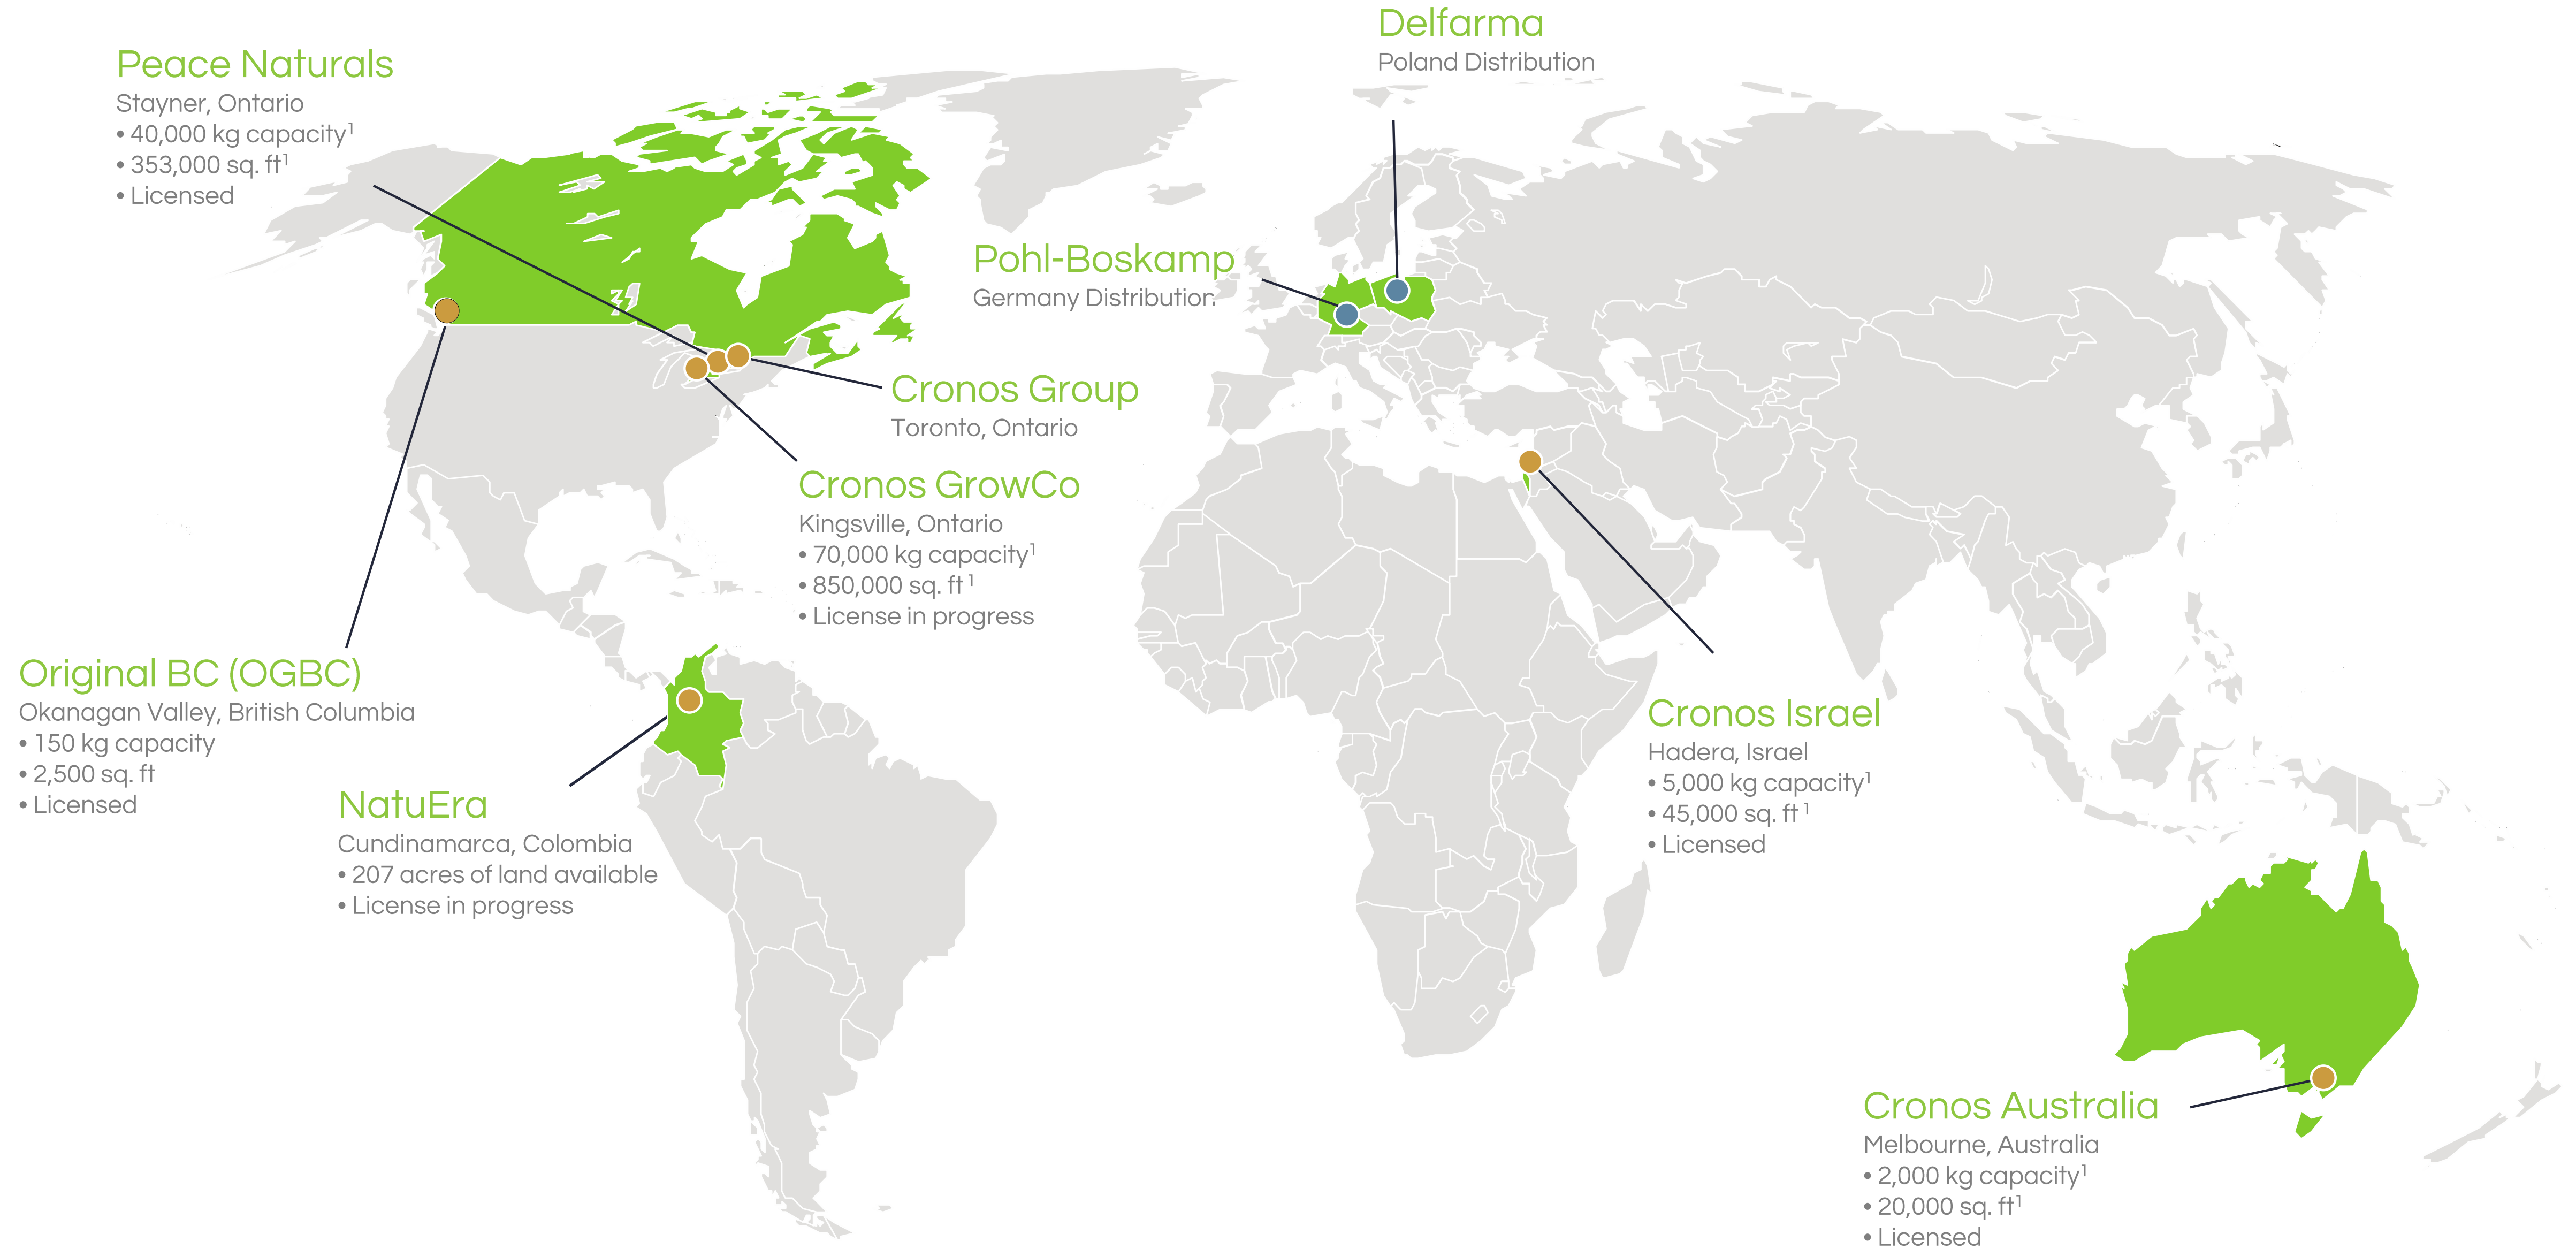 Delfarma
Poland Distribution
Peace Naturals
Stayner, Ontario
• 40,000 kg capacity¹
• 353,000 sq. ft¹
• Licensed
Pohl-Boskamp
Germany Distribution
Cronos Group
Toronto, Ontario
Cronos GrowCo
Kingsville, Ontario
• 70,000 kg capacity¹
• 850,000 sq. ft ¹
• License in progress
Original BC (OGBC)
Okanagan Valley, British Columbia
• 150 kg capacity
• 2,500 sq. ft
• Licensed
NatuEra
Cundinamarca, Colombia
• 207 acres of land available
• License in progress
Cronos Israel
Hadera, Israel
• 5,000 kg capacity¹
• 45,000 sq. ft ¹
• Licensed
Cronos Australia
Melbourne, Australia
• 2,000 kg capacity¹
• 20,000 sq. ft¹
• Licensed